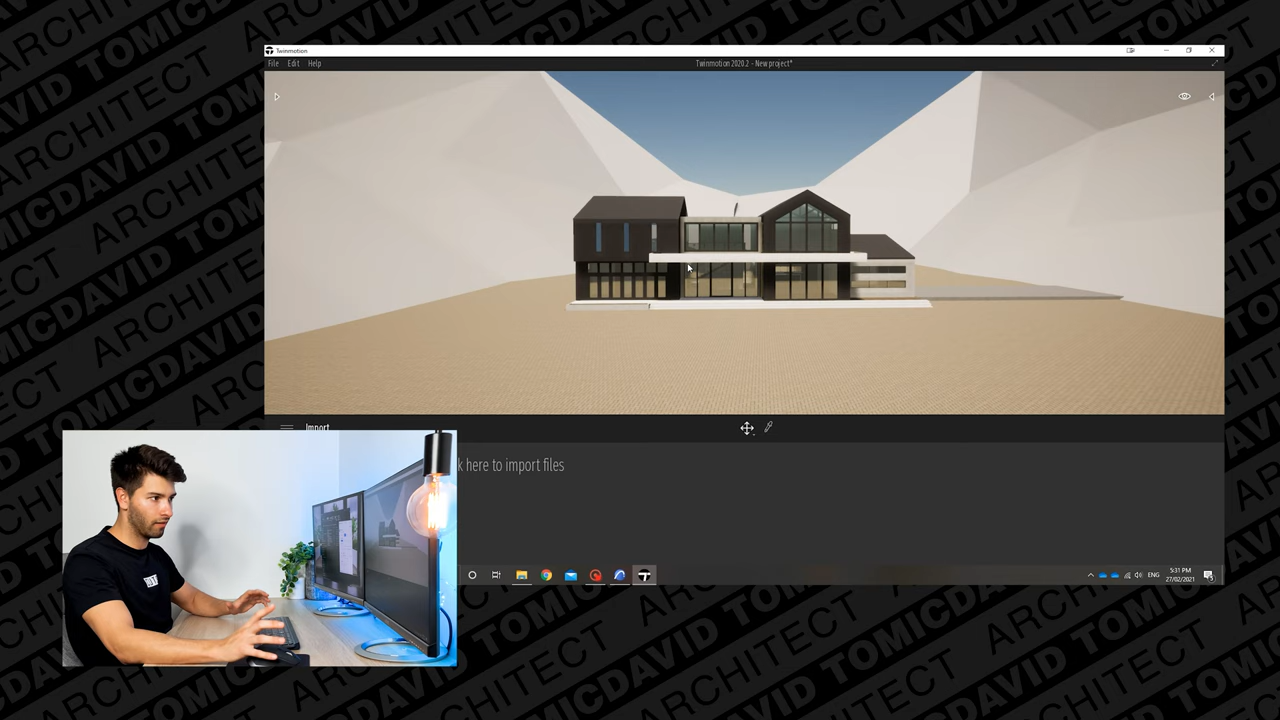 Twinmotion
File Edit Help
Twinmotion 2020.2 - New project*
Import
k here to import files
ENG
5:31 PM
27/02/2021
ARCHITECT
DAVID TOMIC